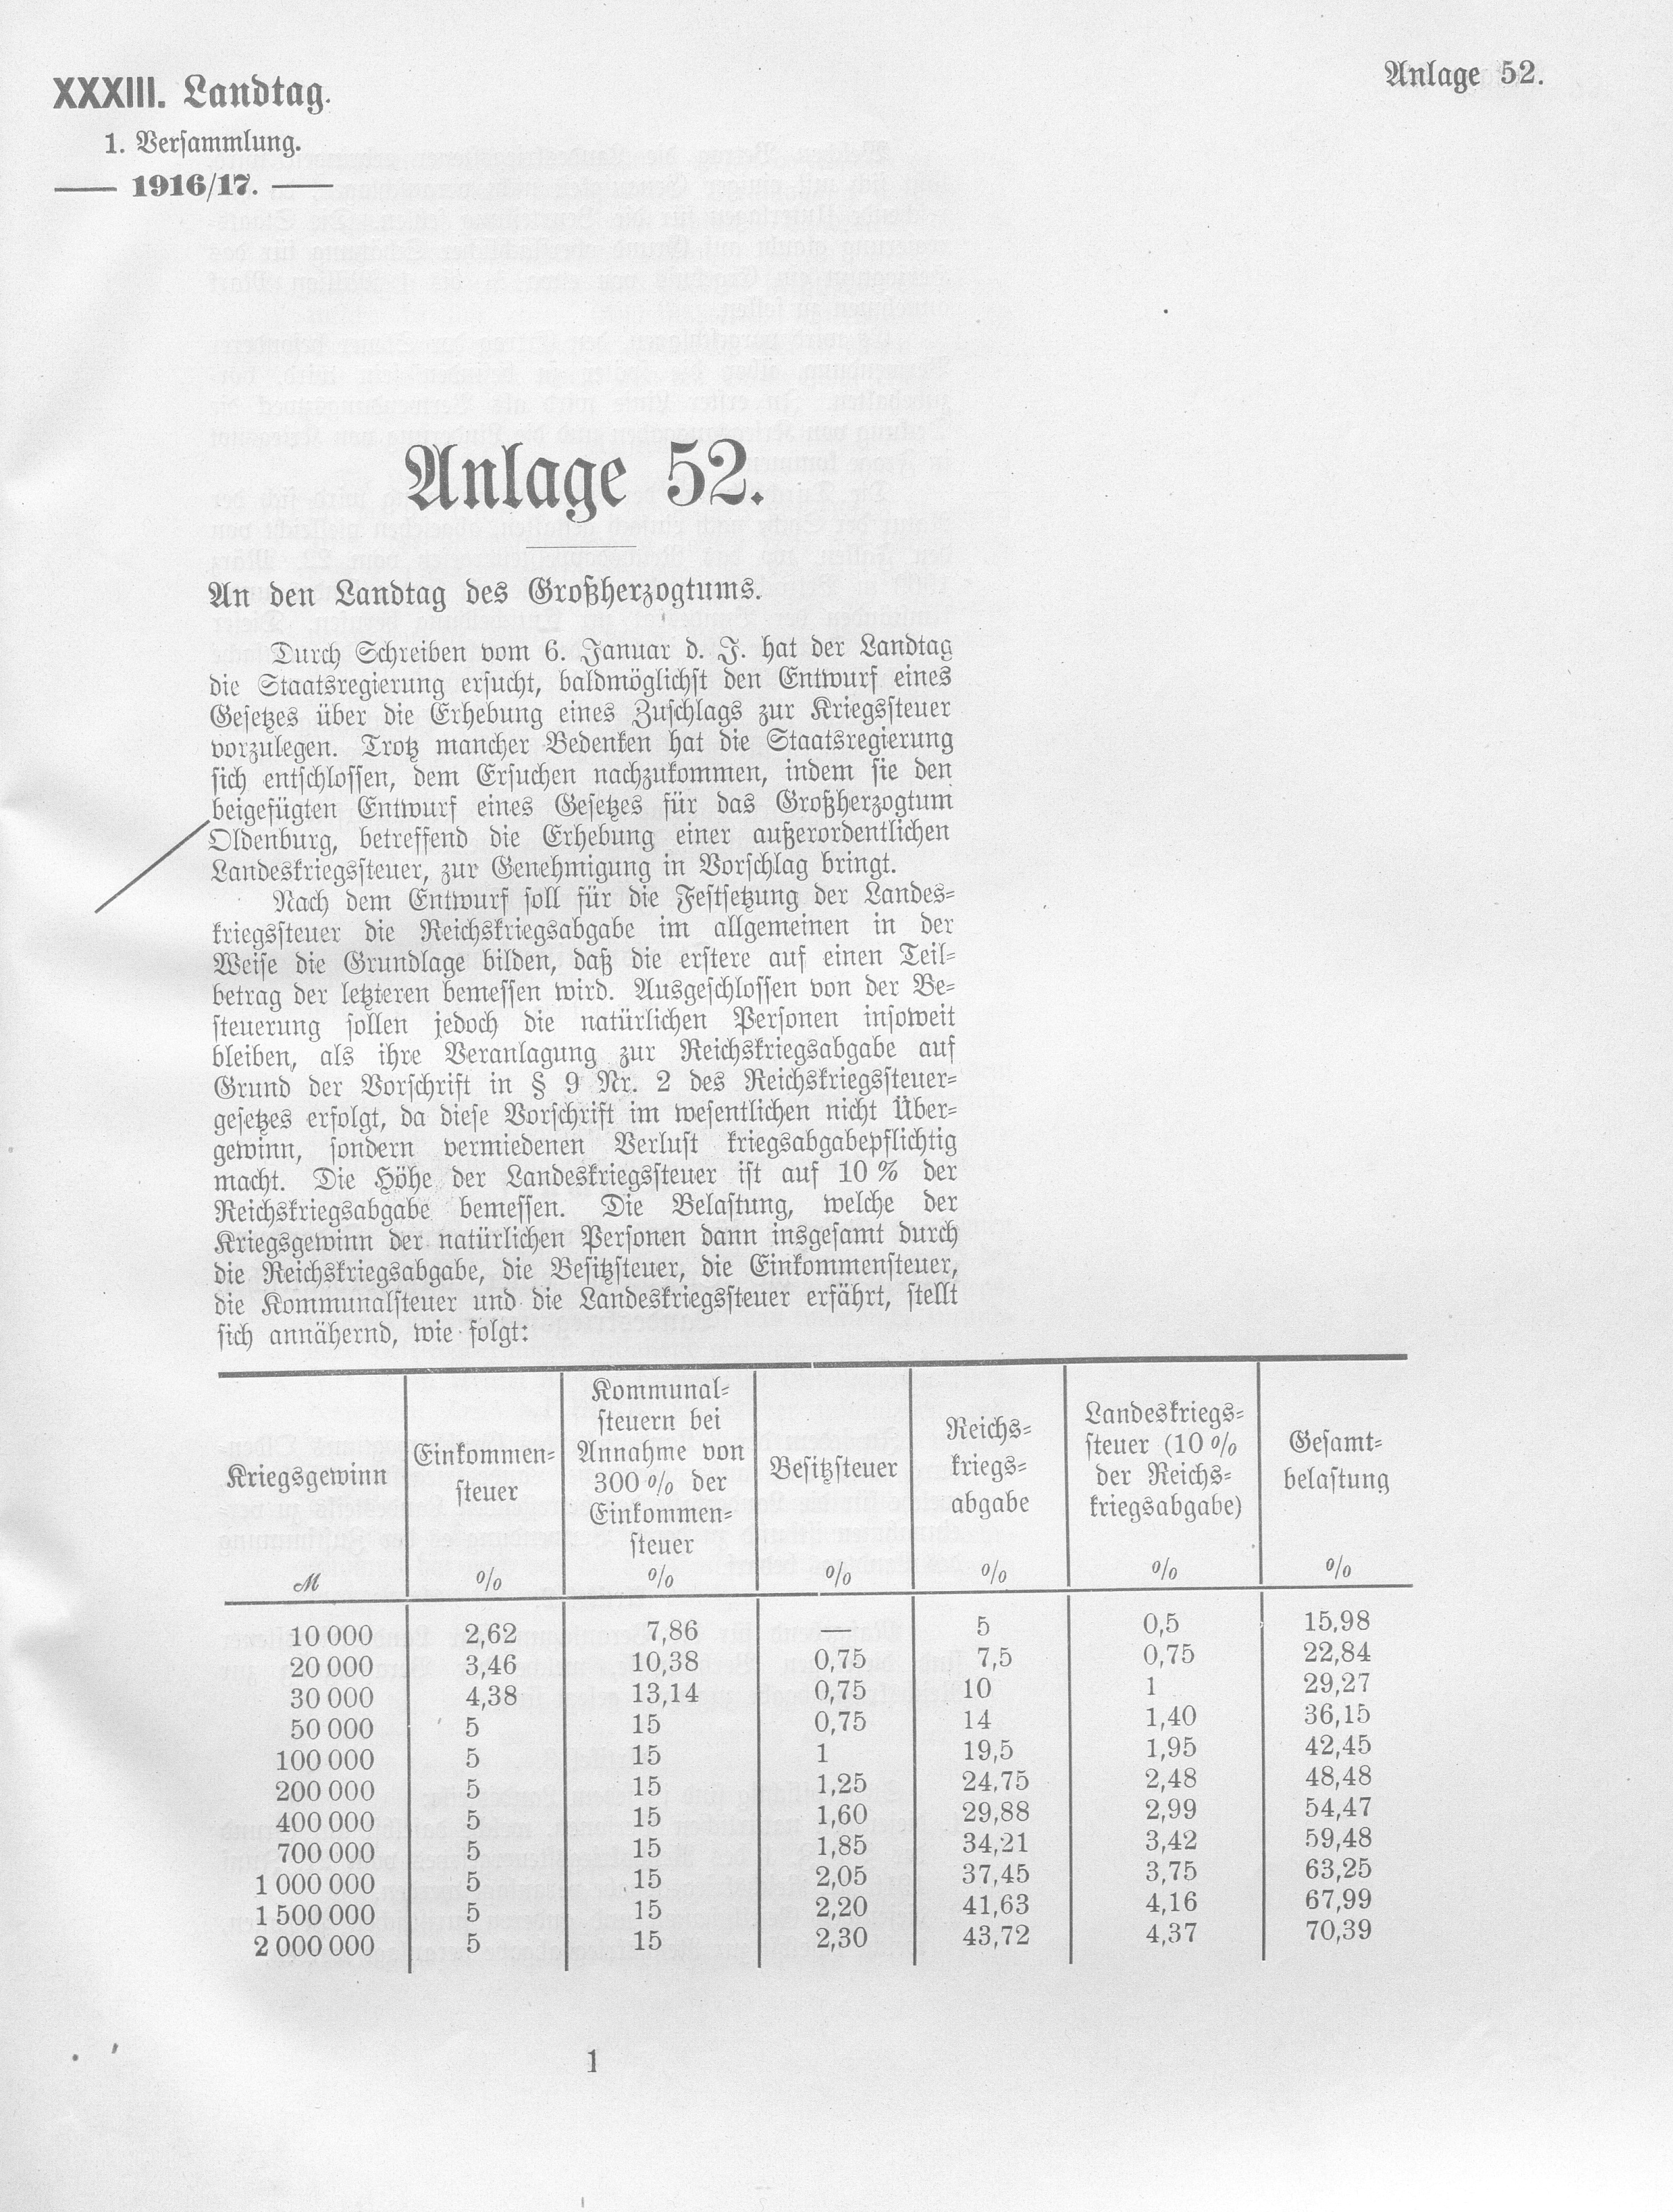 Anlage 52.
XXXIII. Landtag.
1. Versammlung.
— 1916/17. —
Anlage 52.
An den Landtag des Großherzogtums.
Durch Schreiben vom 6. Januar d. J. hat der Landtag
die Staatsregierung ersucht, baldmöglichst den Entwurf eines
Gesetzes über die Erhebung eines Zuschlags zur Kriegssteuer
vorzulegen. Trotz mancher Bedenken hat die Staatsregierung
sich entschlossen, dem Ersuchen nachzukommen, indem sie den
beigefügten Entwurf eines Gesetzes für das Großherzogtum
Oldenburg, betreffend die Erhebung einer außerordentlichen
Landeskriegssteuer, zur Genehmigung in Vorschlag bringt.
Nach dem Entwurf soll für die Festsetzung der Landes-
kriegssteuer die Reichskriegsabgabe im allgemeinen in der
Weise die Grundlage bilden, daß die erstere auf einen Teil-
betrag der letzteren bemessen wird. Ausgeschlossen von der Be-
steuerung sollen jedoch die natürlichen Personen insoweit
bleiben, als ihre Veranlagung zur Reichskriegsabgabe auf
Grund der Vorschrift in § 9 Nr. 2 des Reichskriegssteuer-
gesetzes erfolgt, da diese Vorschrift im wesentlichen nicht Über-
gewinn, sondern vermiedenen Verlust kriegsabgabepflichtig
macht. Die Höhe der Landeskriegssteuer ist auf 10 % der
Reichskriegsabgabe bemessen. Die Belastung, welche der
Kriegsgewinn der natürlichen Personen dann insgesamt durch
die Reichskriegsabgabe, die Besitzsteuer, die Einkommensteuer,
die Kommunalsteuer und die Landeskriegssteuer erfährt, stellt
sich annähernd, wie folgt:
Kriegsgewinn
ℳ
Einkommen-
steuer
%
Kommunal-
steuern bei
Annahme von
300 % der
Einkommen-
steuer
%
Besitzsteuer
%
Reichs-
kriegs-
abgabe
%
Landeskriegs-
steuer (10 %
der Reichs-
kriegsabgabe)
%
Gesamt-
belastung
%
10 000 2,62 7,86 — 5 0,5 15,98
20 000 3,46 10,38 0,75 7,5 0,75 22,84
30 000 4,38 13,14 0,75 10 1 29,27
50 000 5 15 0,75 14 1,40 36,15
100 000 5 15 1 19,5 1,95 42,45
200 000 5 15 1,25 24,75 2,48 48,48
400 000 5 15 1,60 29,88 2,99 54,47
700 000 5 15 1,85 34,21 3,42 59,48
1 000 000 5 15 2,05 37,45 3,75 63,25
1 500 000 5 15 2,20 41,63 4,16 67,99
2 000 000 5 15 2,30 43,72 4,37 70,39
1